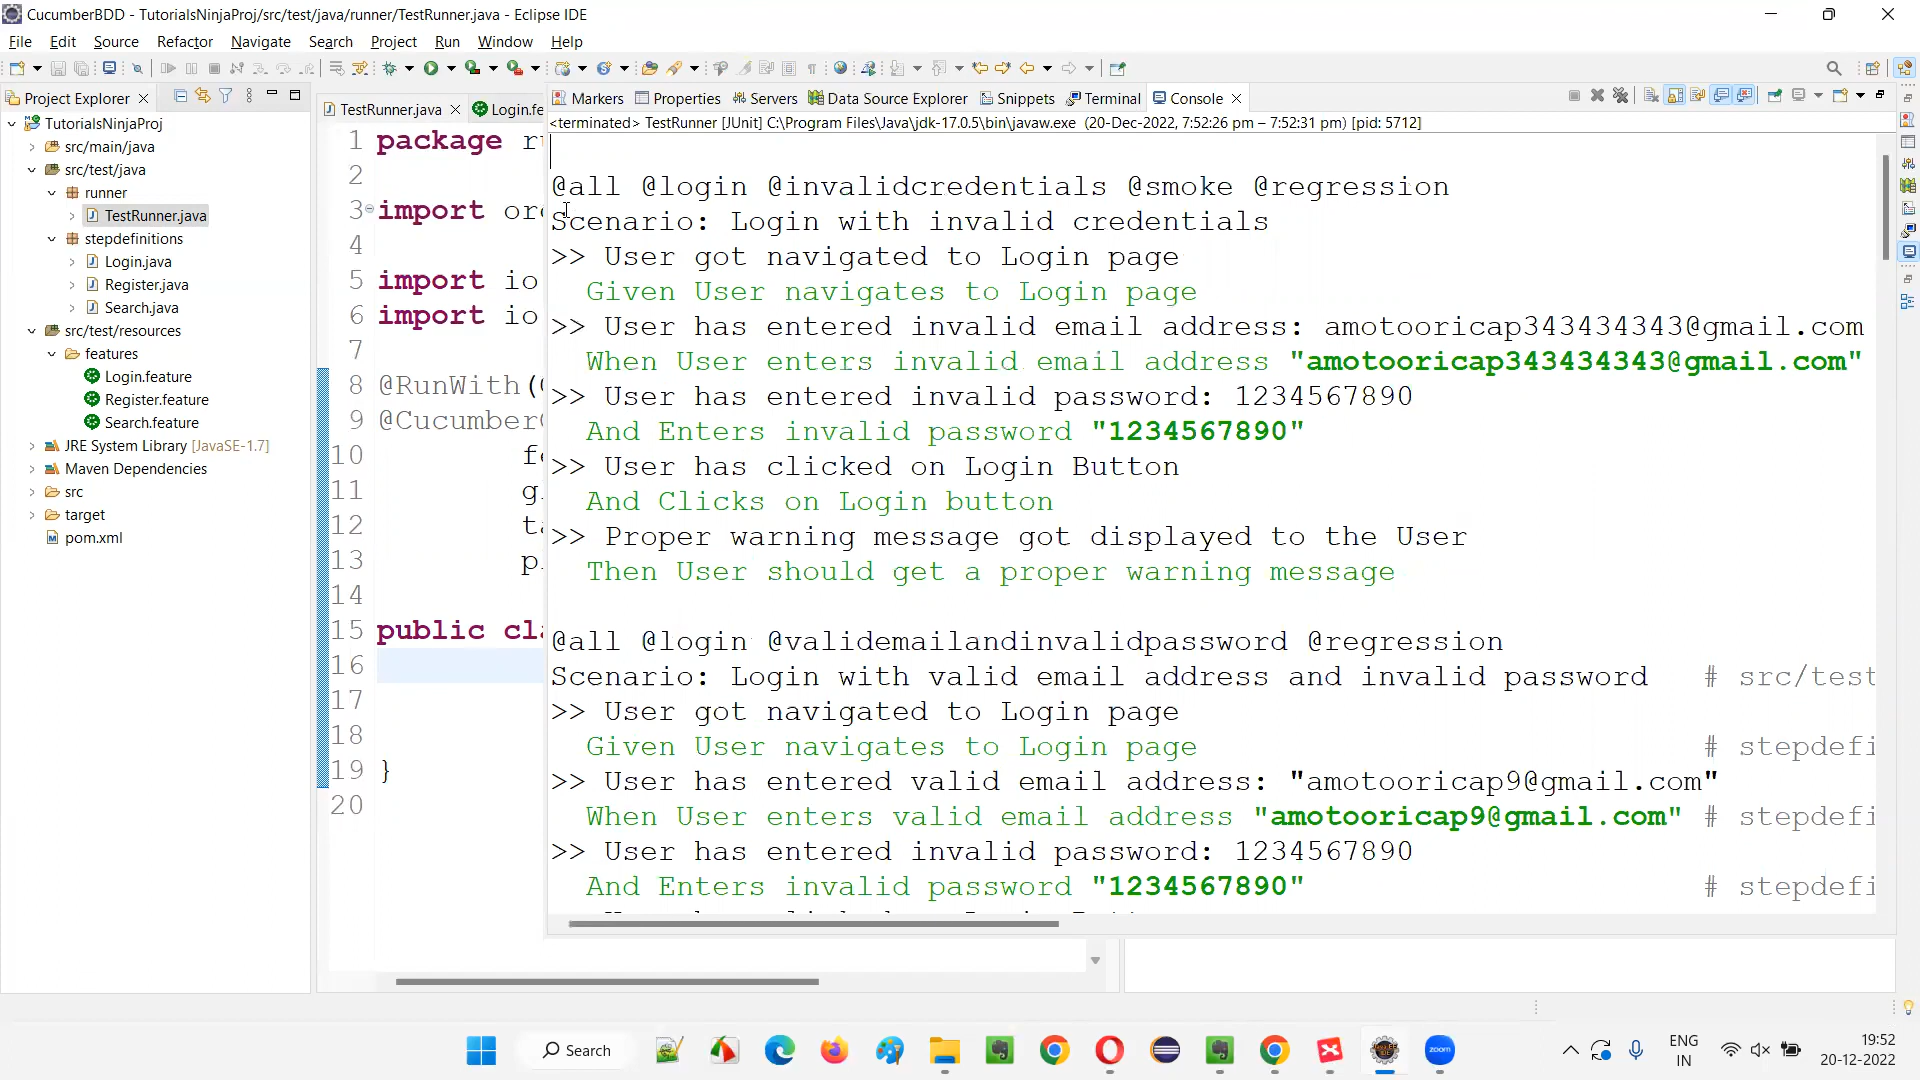 CucumberBDD - TutorialsNinjaProj/src/test/java/runner/TestRunner.java - Eclipse IDE
File Edit Source Refactor Navigate Search Project Run Window Help
Project Explorer
TutorialsNinjaProj
src/main/java
src/test/java
runner
TestRunner.java
stepdefinitions
Login.java
Register.java
Search.java
src/test/resources
features
Login.feature
Register.feature
Search.feature
JRE System Library [JavaSE-1.7]
Maven Dependencies
src
target
pom.xml
TestRunner.java Login.fe
1 package r
2
3 import or
4
5 import io
6 import io
7
8 @RunWith(
9 @Cucumber
10 fe
11 g
12 ta
13 p
14
15 public cl
16
17
18
19 }
20
Markers Properties Servers Data Source Explorer Snippets Terminal Console
<terminated> TestRunner [JUnit] C:\Program Files\Java\jdk-17.0.5\bin\javaw.exe (20-Dec-2022, 7:52:26 pm – 7:52:31 pm) [pid: 5712]
@all @login @invalidcredentials @smoke @regression
Scenario: Login with invalid credentials
>> User got navigated to Login page
Given User navigates to Login page
>> User has entered invalid email address: amotooricap343434343@gmail.com
When User enters invalid email address "amotooricap343434343@gmail.com"
>> User has entered invalid password: 1234567890
And Enters invalid password "1234567890"
>> User has clicked on Login Button
And Clicks on Login button
>> Proper warning message got displayed to the User
Then User should get a proper warning message
@all @login @validemailandinvalidpassword @regression
Scenario: Login with valid email address and invalid password # src/test
>> User got navigated to Login page
Given User navigates to Login page # stepdefi
>> User has entered valid email address: "amotooricap9@gmail.com"
When User enters valid email address "amotooricap9@gmail.com" # stepdefi
>> User has entered invalid password: 1234567890
And Enters invalid password "1234567890" # stepdefi
Search
zoom
ENG
IN
19:52
20-12-2022